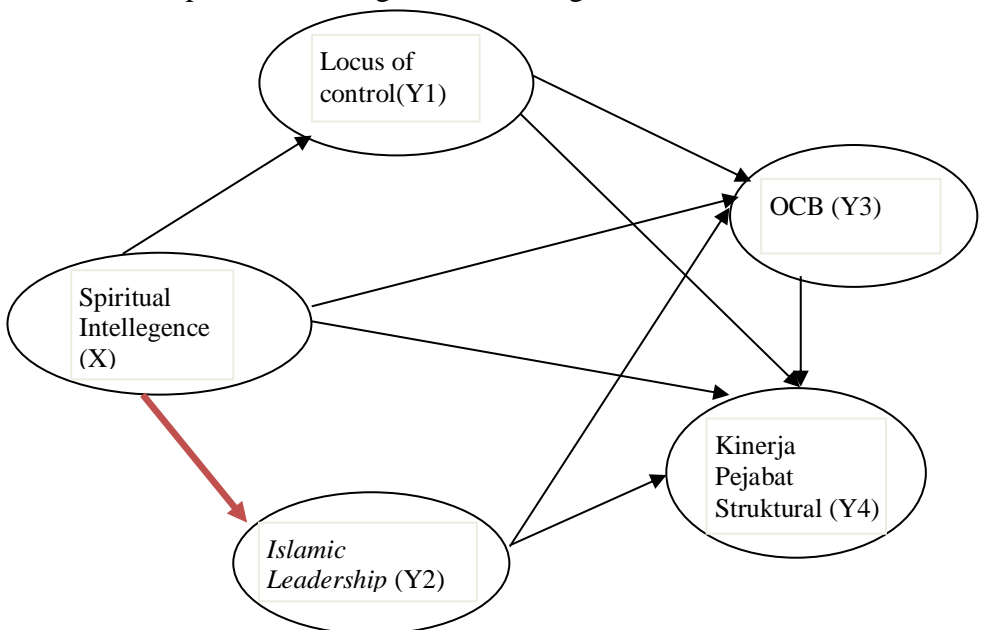 Locus of
control(Y1)
OCB (Y3)
Spiritual
Intellegence
(X)
Kinerja
Pejabat
Struktural (Y4)
Islamic
Leadership (Y2)